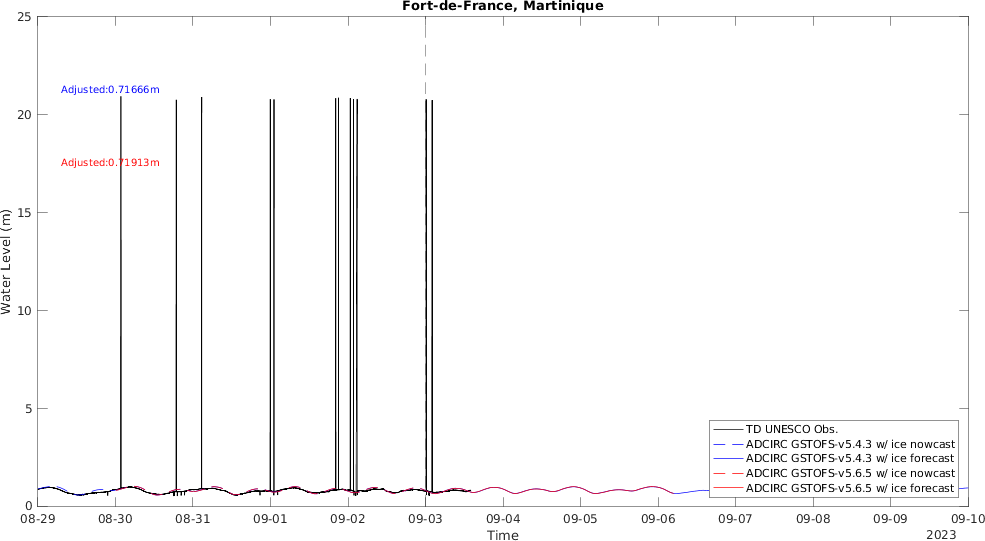 Fort-de-France, Martinique
25
20
15
10
5
0
Water Level (m)
Adjusted:0.71666m
Adjusted:0.71913m
TD UNESCO Obs.
ADCIRC GSTOFS-v5.4.3 w/ ice nowcast
ADCIRC GSTOFS-v5.4.3 w/ ice forecast
ADCIRC GSTOFS-v5.6.5 w/ ice nowcast
ADCIRC GSTOFS-v5.6.5 w/ ice forecast
08-29 08-30 08-31 09-01 09-02 09-03 09-04 09-05 09-06 09-07 09-08 09-09 09-10
Time
2023